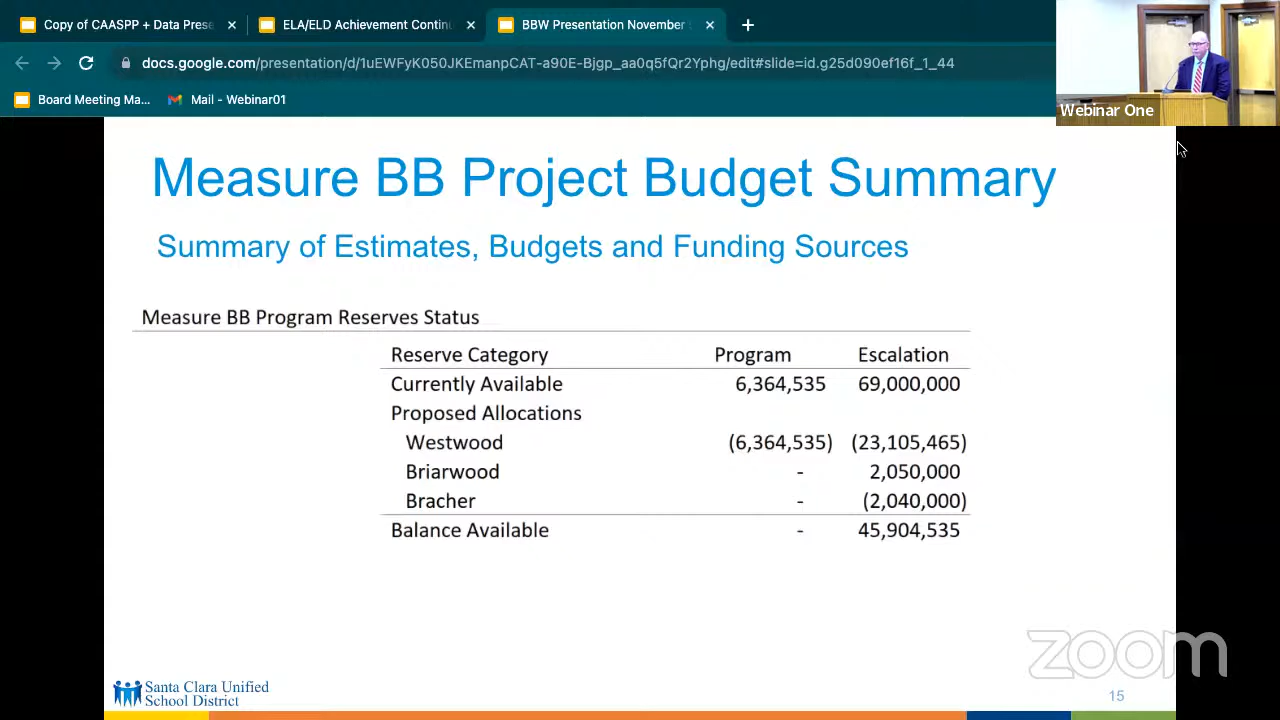 Copy of CAASPP + Data Prese
ELA/ELD Achievement Continu
BBW Presentation November
docs.google.com/presentation/d/1uEWFyK050JKEmanpCAT-a90E-Bjgp_aa0q5fQr2Yphg/edit#slide=id.g25d090ef16f_1_44
Board Meeting Ma...
Mail - Webinar01
Webinar One
Measure BB Project Budget Summary
Summary of Estimates, Budgets and Funding Sources
Measure BB Program Reserves Status
Reserve Category Program Escalation
Currently Available 6,364,535 69,000,000
Proposed Allocations
Westwood (6,364,535) (23,105,465)
Briarwood - 2,050,000
Bracher - (2,040,000)
Balance Available - 45,904,535
zoom
Santa Clara Unified
School District
15